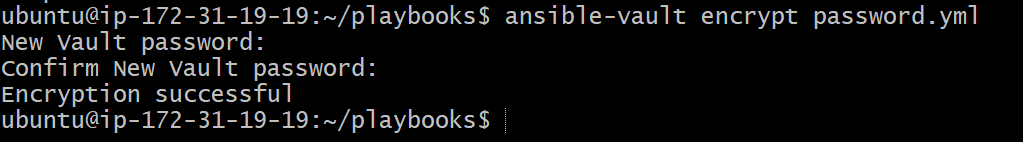 ubuntu@ip-172-31-19-19:~/playbooks$ ansible-vault encrypt password.yml
New Vault password:
Confirm New Vault password:
Encryption successful
ubuntu@ip-172-31-19-19:~/playbooks$